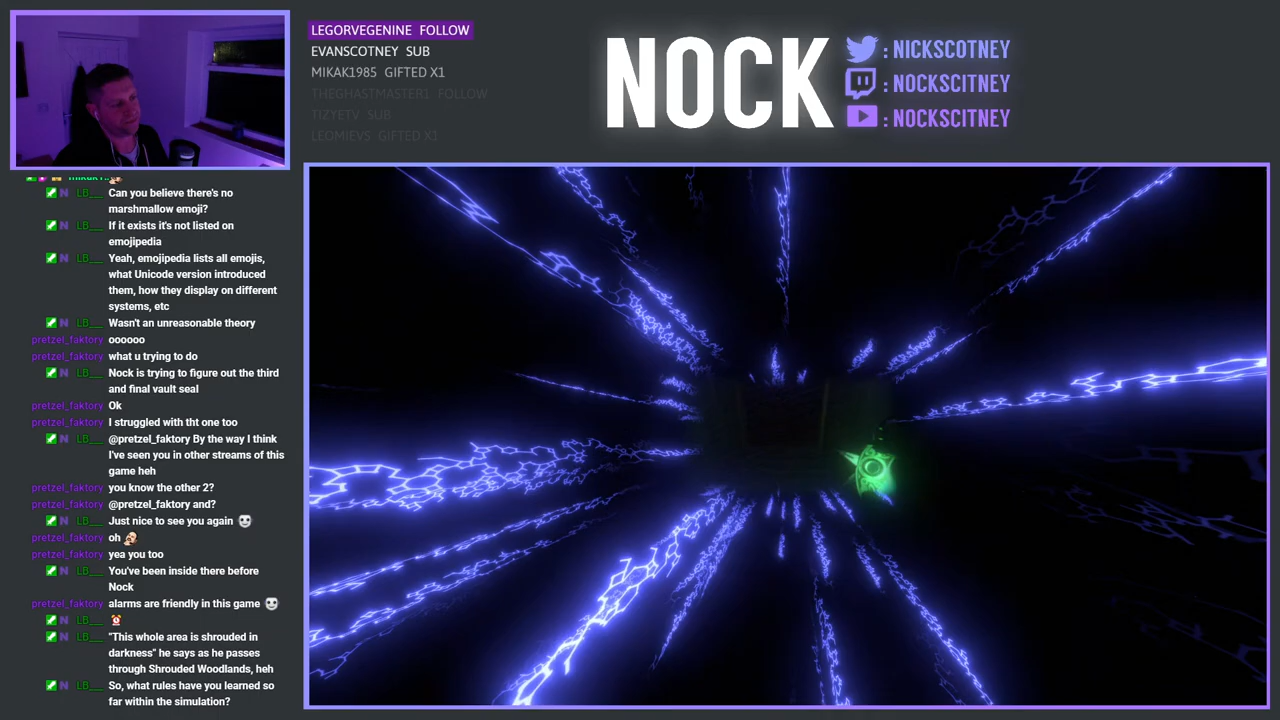 LEGORVEGENINE FOLLOW
EVANSCOTNEY SUB
MIKAK1985 GIFTED X1
THEGHASTMASTER1 FOLLOW
TIZYETV SUB
LEOMIEVS GIFTED X1
NOCK
: NICKSCOTNEY
: NOCKSCITNEY
: NOCKSCITNEY
N LB__ Can you believe there's no
marshmallow emoji?
N LB__ If it exists it's not listed on
emojipedia
N LB__ Yeah, emojipedia lists all emojis,
what Unicode version introduced
them, how they display on different
systems, etc
N LB__ Wasn't an unreasonable theory
pretzel_faktory oooooo
pretzel_faktory what u trying to do
N LB__ Nock is trying to figure out the third
and final vault seal
pretzel_faktory Ok
pretzel_faktory I struggled with tht one too
N LB__ @pretzel_faktory By the way I think
I've seen you in other streams of this
game heh
pretzel_faktory you know the other 2?
pretzel_faktory @pretzel_faktory and?
N LB__ Just nice to see you again
pretzel_faktory oh
pretzel_faktory yea you too
N LB__ You've been inside there before
Nock
pretzel_faktory alarms are friendly in this game
N LB__
N LB__ "This whole area is shrouded in
darkness" he says as he passes
through Shrouded Woodlands, heh
N LB__ So, what rules have you learned so
far within the simulation?